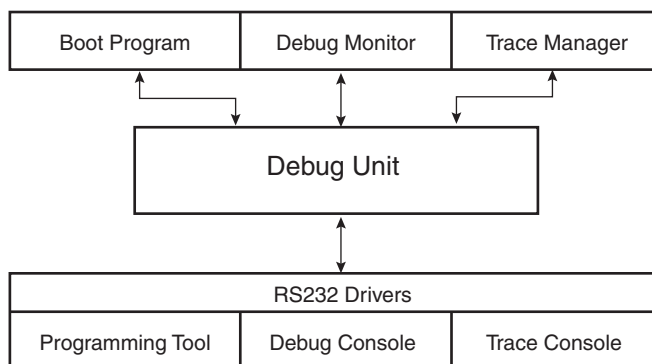 Boot Program
Debug Monitor
Trace Manager
Debug Unit
RS232 Drivers
Programming Tool
Debug Console
Trace Console